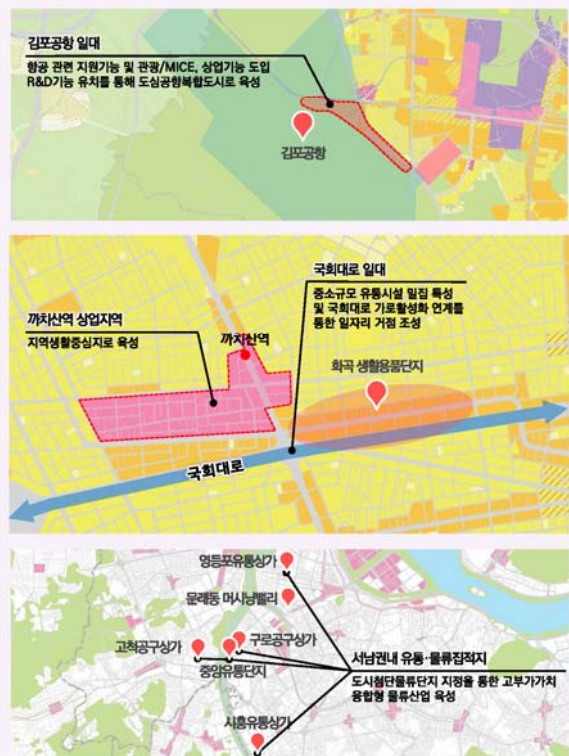 김포공항 일대
항공 관련 지원기능 및 관광/MICE, 상업기능 도입
R&D기능 유치를 통해 도심공항복합도시로 육성
김포공항
국회대로 일대
중소규모 유통시설 밀집 특성
및 국회대로 가로활성화 연계를
통한 일자리 거점 조성
까치산역 상업지역
지역생활중심지로 육성
까치산역
화곡 생활용품단지
국회대로
영등포유통상가
문래동 머시닝밸리
고척공구상가
구로공구상가
중앙유통단지
서남권내 유통·물류집적지
도시첨단물류단지 지정을 통한 고부가가치
융합형 물류산업 육성
시흥유통상가